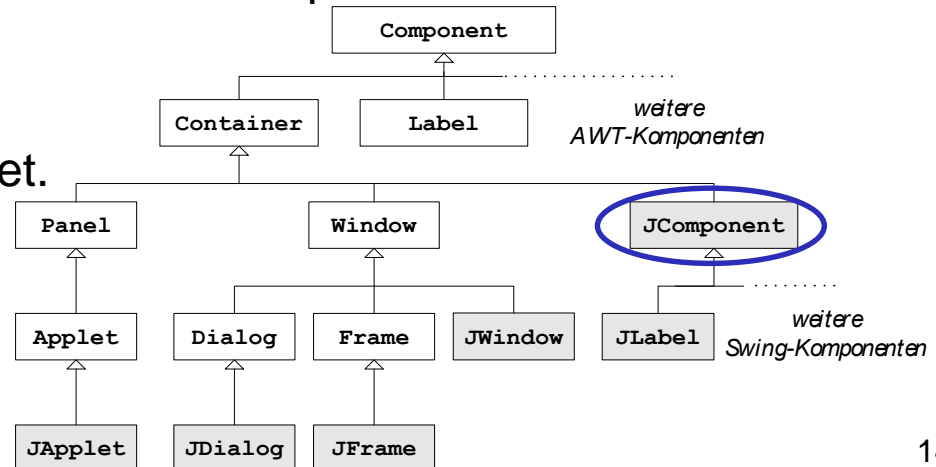 Component
Container
Label
weitere
AWT-Komponenten
et.
Panel
Window
JComponent
Applet
Dialog
Frame
JWindow
JLabel
weitere
Swing-Komponenten
JApplet
JDialog
JFrame